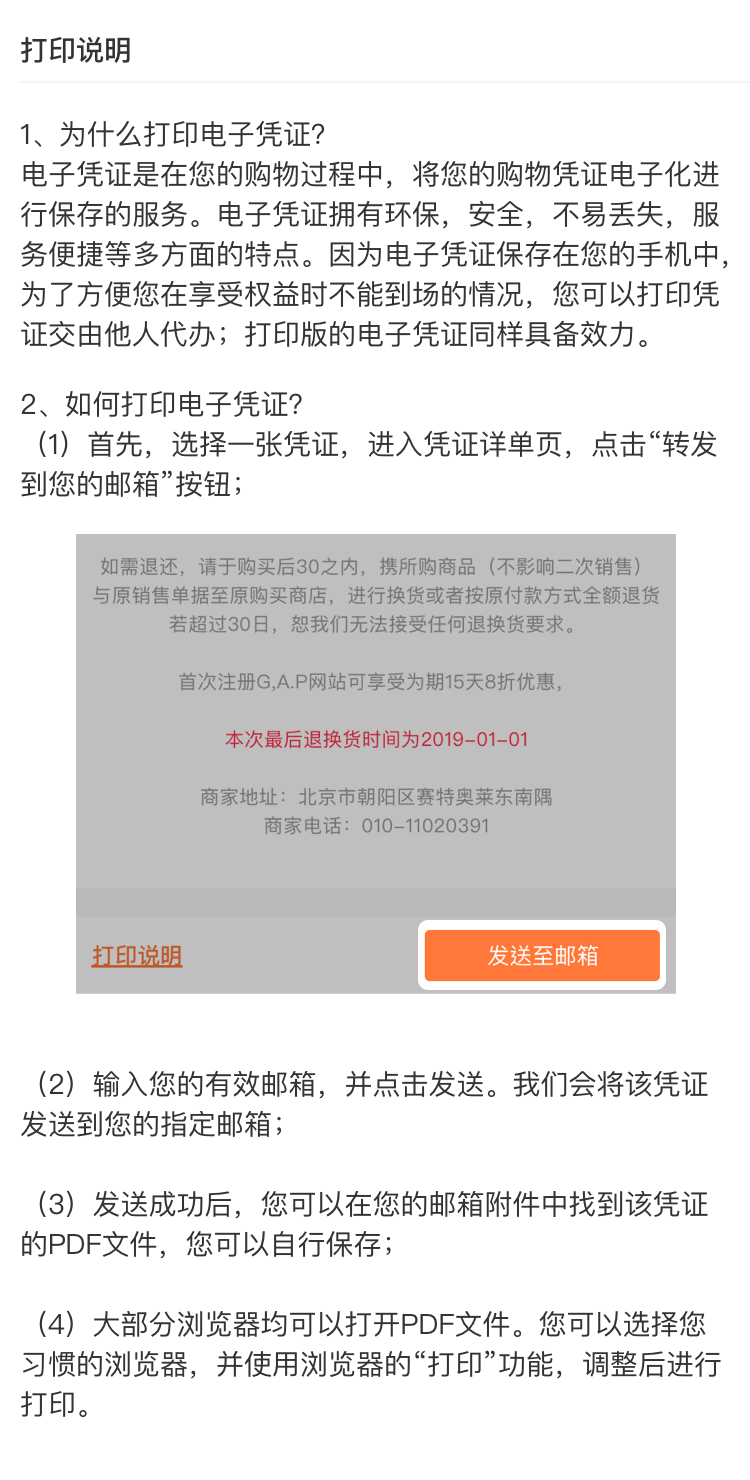 打印说明
1、为什么打印电子凭证？
电子凭证是在您的购物过程中，将您的购物凭证电子化进
行保存的服务。电子凭证拥有环保，安全，不易丢失，服
务便捷等多方面的特点。因为电子凭证保存在您的手机中，
为了方便您在享受权益时不能到场的情况，您可以打印凭
证交由他人代办；打印版的电子凭证同样具备效力。
2、如何打印电子凭证？
（1）首先，选择一张凭证，进入凭证详单页，点击“转发
到您的邮箱”按钮；
如需退还，请于购买后30之内，携所购商品（不影响二次销售）
与原销售单据至原购买商店，进行换货或者按原付款方式全额退货
若超过30日，恕我们无法接受任何退换货要求。
首次注册G,A.P网站可享受为期15天8折优惠，
本次最后退换货时间为2019-01-01
商家地址：北京市朝阳区赛特奥莱东南隅
商家电话：010-11020391
打印说明
发送至邮箱
（2）输入您的有效邮箱，并点击发送。我们会将该凭证
发送到您的指定邮箱；
（3）发送成功后，您可以在您的邮箱附件中找到该凭证
的PDF文件，您可以自行保存；
（4）大部分浏览器均可以打开PDF文件。您可以选择您
习惯的浏览器，并使用浏览器的“打印”功能，调整后进行
打印。